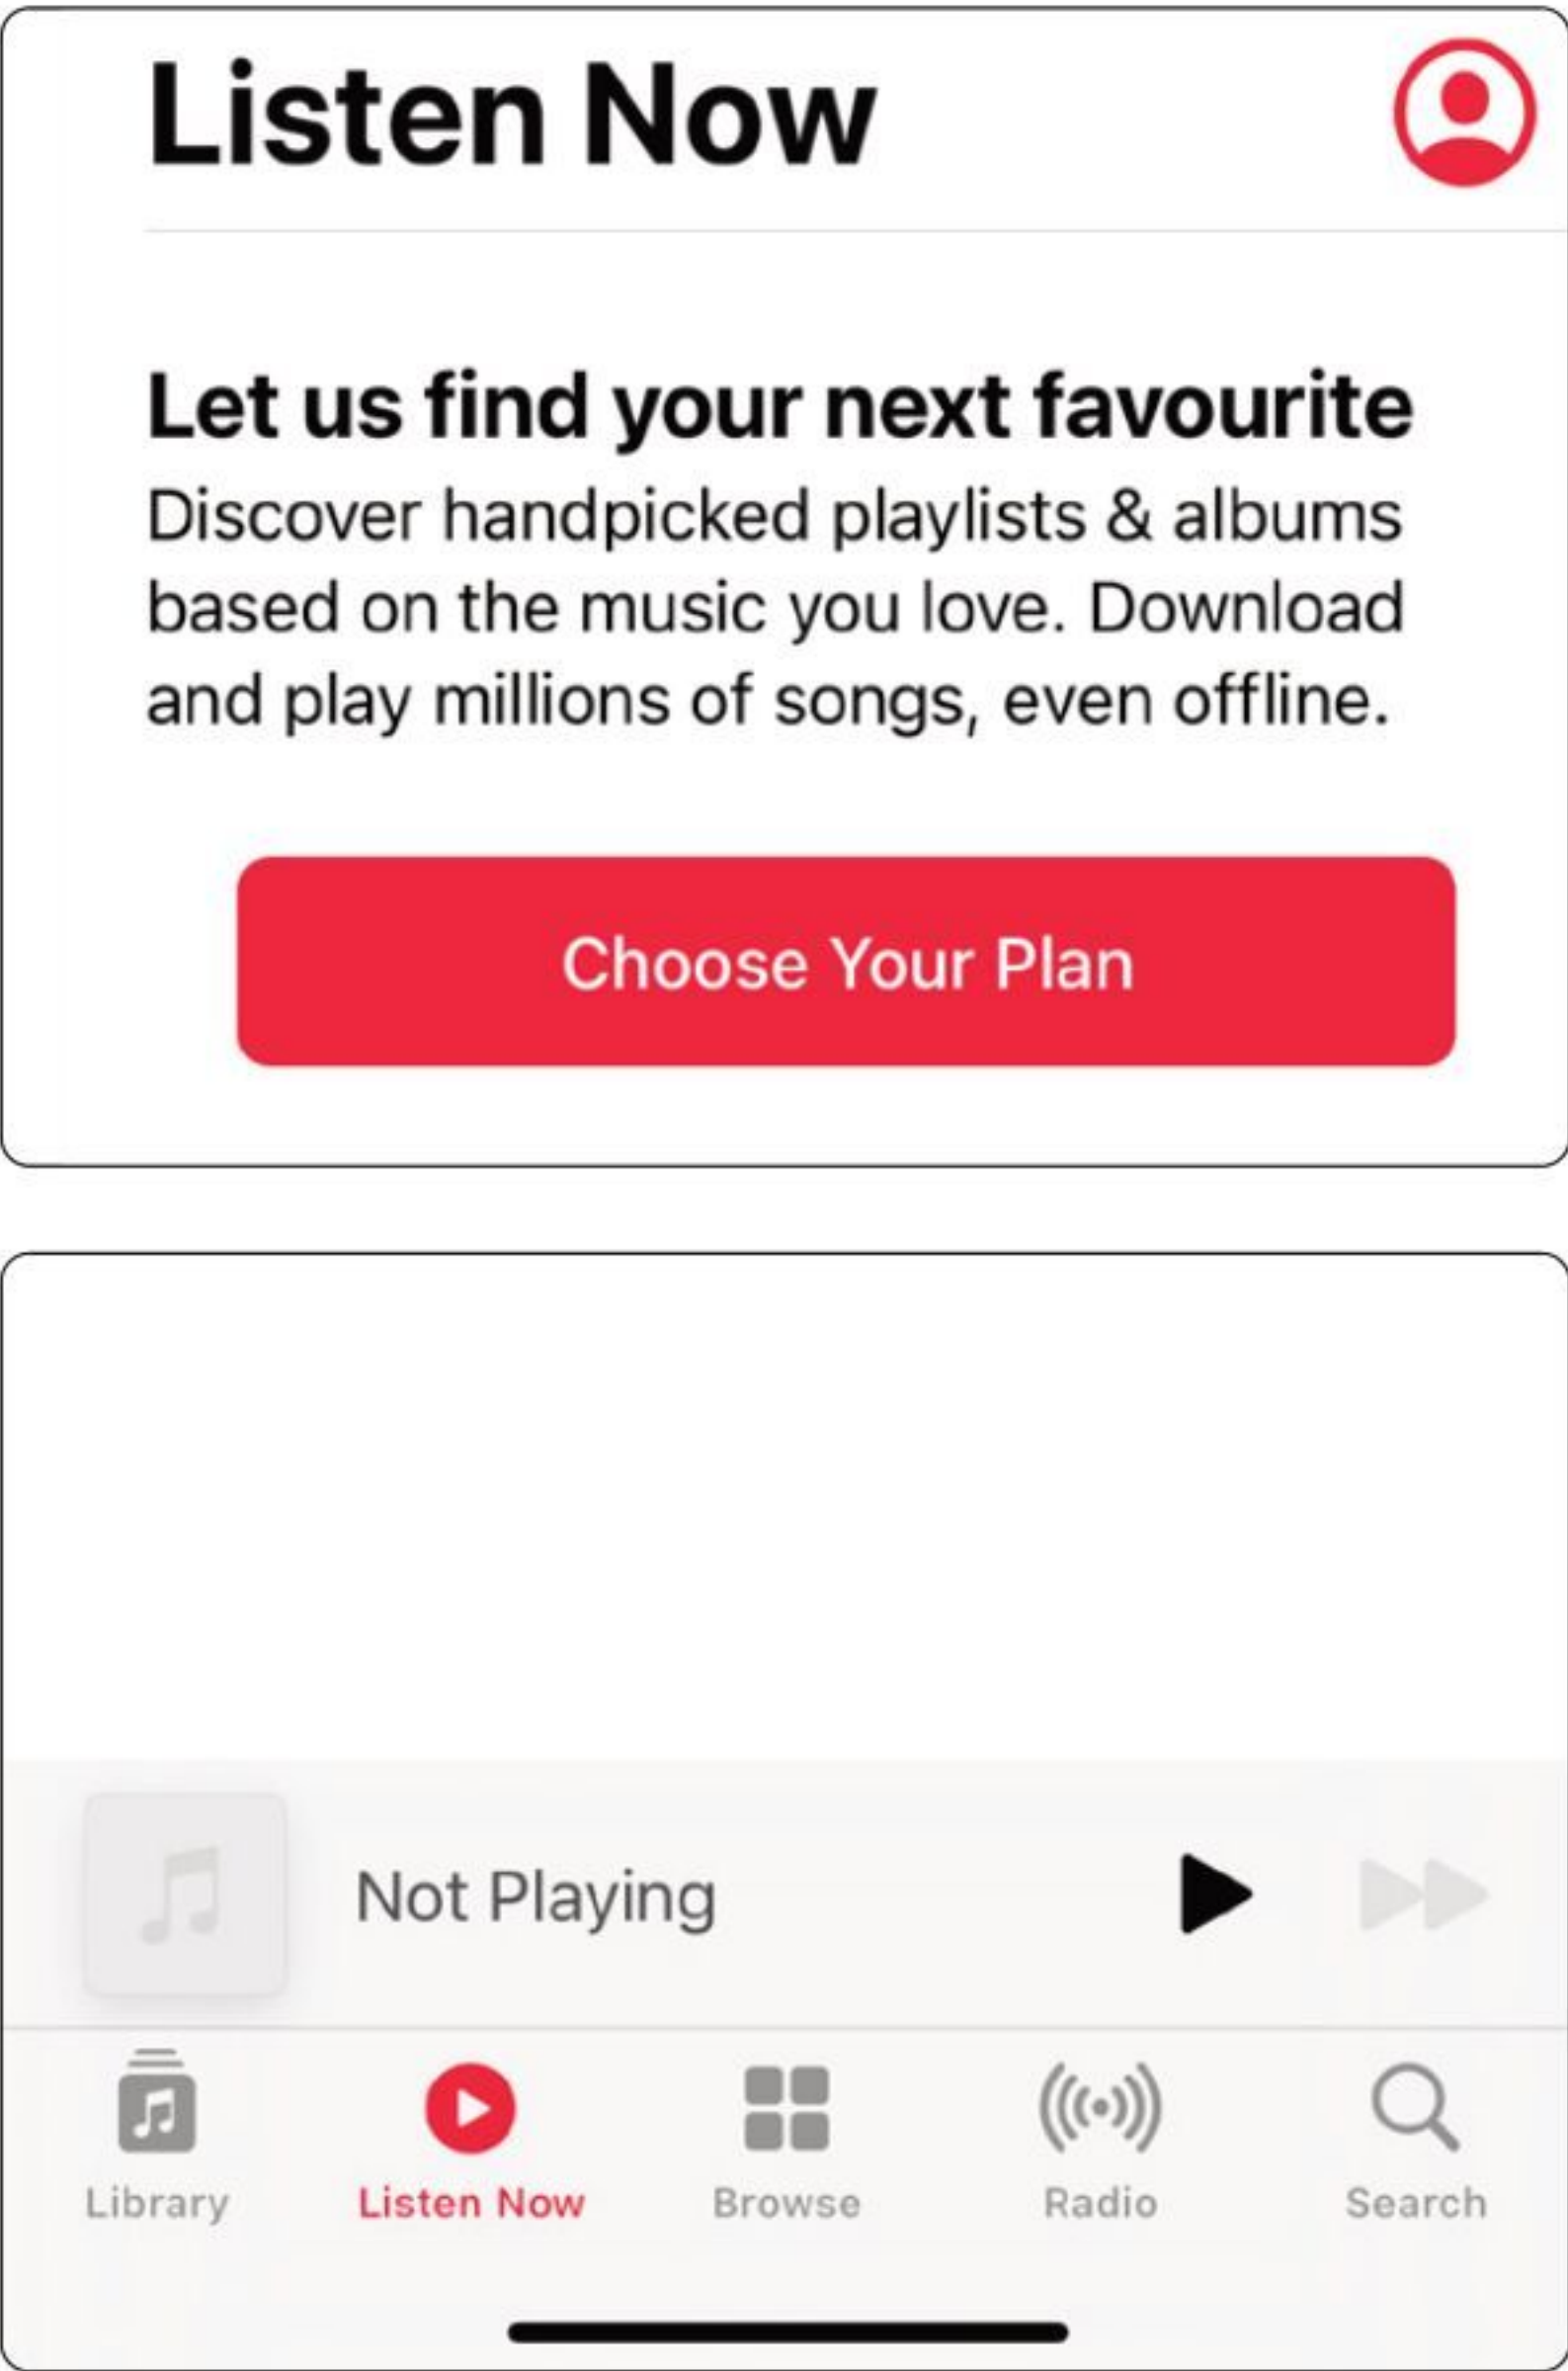 Listen Now
Let us find your next favourite
Discover handpicked playlists & albums
based on the music you love. Download
and play millions of songs, even offline.
Choose Your Plan
Not Playing
Library
Listen Now
Browse
Radio
Search